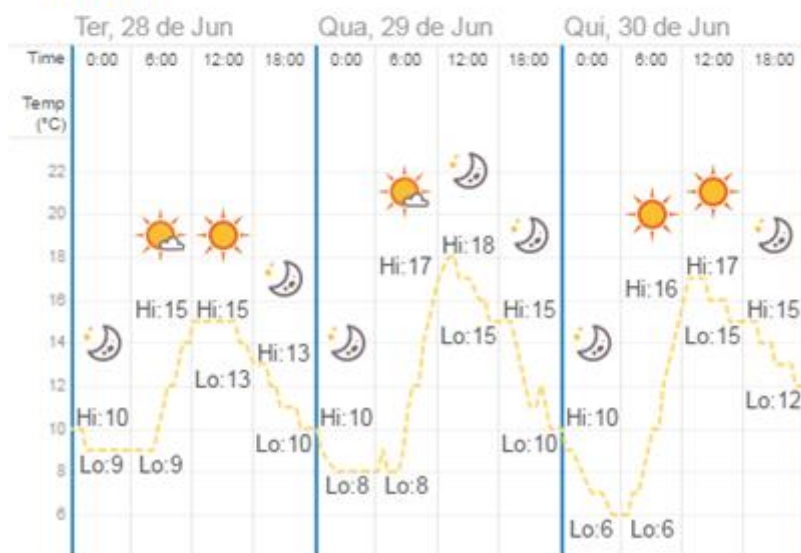 Ter, 28 de Jun Qua, 29 de Jun Qui, 30 de Jun
Time 0:00 6:00 12:00 18:00 0:00 6:00 12:00 18:00 0:00 6:00 12:00 18:00
Temp
(°C)
22
20
18
16
14
12
10
8
6
Hi:10 Hi:15 Hi:15 Hi:13
Lo:9 Lo:9 Lo:13 Lo:10
Hi:10 Hi:17 Hi:18 Hi:15
Lo:8 Lo:8 Lo:15 Lo:10
Hi:10 Hi:16 Hi:17 Hi:15
Lo:6 Lo:6 Lo:15 Lo:12